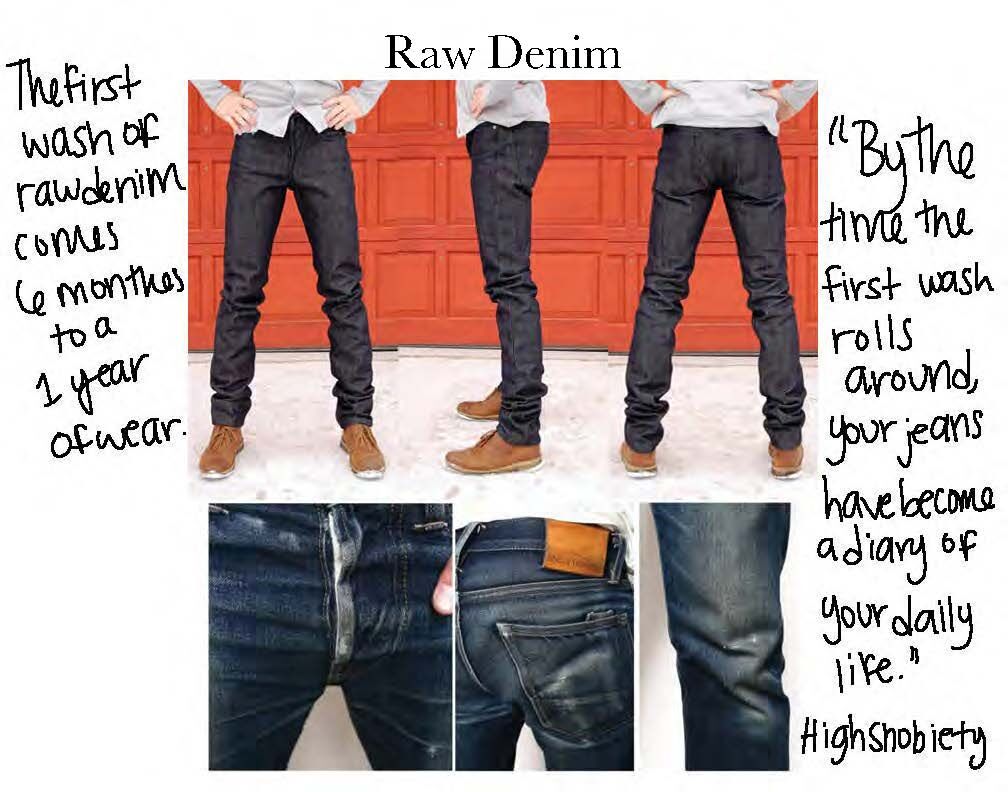 Raw Denim
The first
wash of
raw denim
comes
6 monthes
to a
1 year
of wear.
"By the
time the
first wash
rolls
around,
your jeans
have become
a diary of
your daily
life."
Highsnobiety